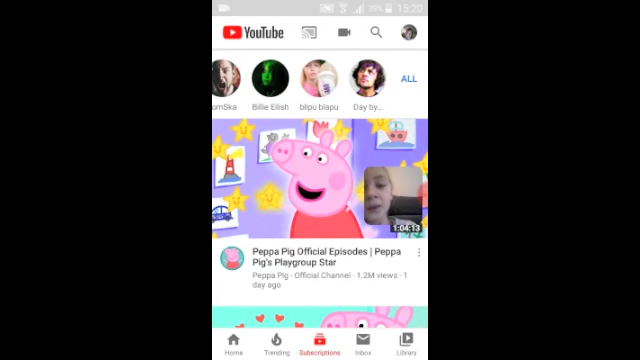 39% 15:20
YouTube
omSka
Billie Eilish
blipu blapu
Day by...
ALL
1:04:13
Peppa Pig Official Episodes | Peppa
Pig's Playgroup Star
Peppa Pig - Official Channel · 1.2M views · 1
day ago
Home
Trending
Subscriptions
Inbox
Library